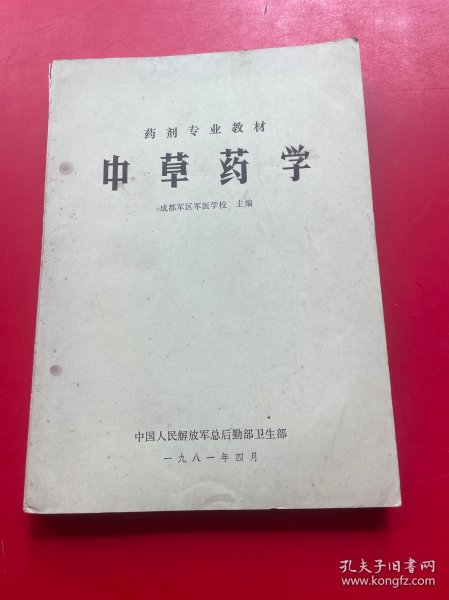 药剂专业教材
中草药学
成都军区军医学校 主编
中国人民解放军总后勤部卫生部
一九八一年四月
孔夫子旧书网
www.kongfz.com